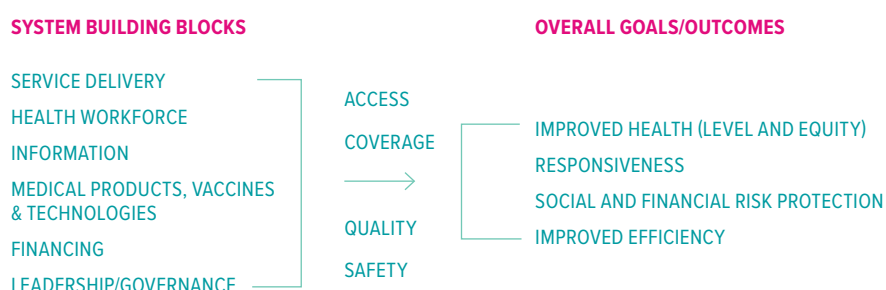 SYSTEM BUILDING BLOCKS
SERVICE DELIVERY
HEALTH WORKFORCE
INFORMATION
MEDICAL PRODUCTS, VACCINES
& TECHNOLOGIES
FINANCING
LEADERSHIP/GOVERNANCE
ACCESS
COVERAGE
QUALITY
SAFETY
OVERALL GOALS/OUTCOMES
IMPROVED HEALTH (LEVEL AND EQUITY)
RESPONSIVENESS
SOCIAL AND FINANCIAL RISK PROTECTION
IMPROVED EFFICIENCY